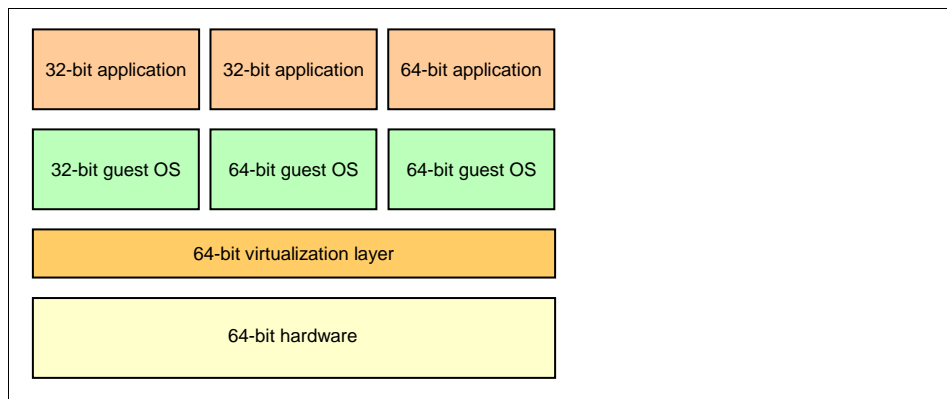 32-bit application
32-bit application
64-bit application
32-bit guest OS
64-bit guest OS
64-bit guest OS
64-bit virtualization layer
64-bit hardware